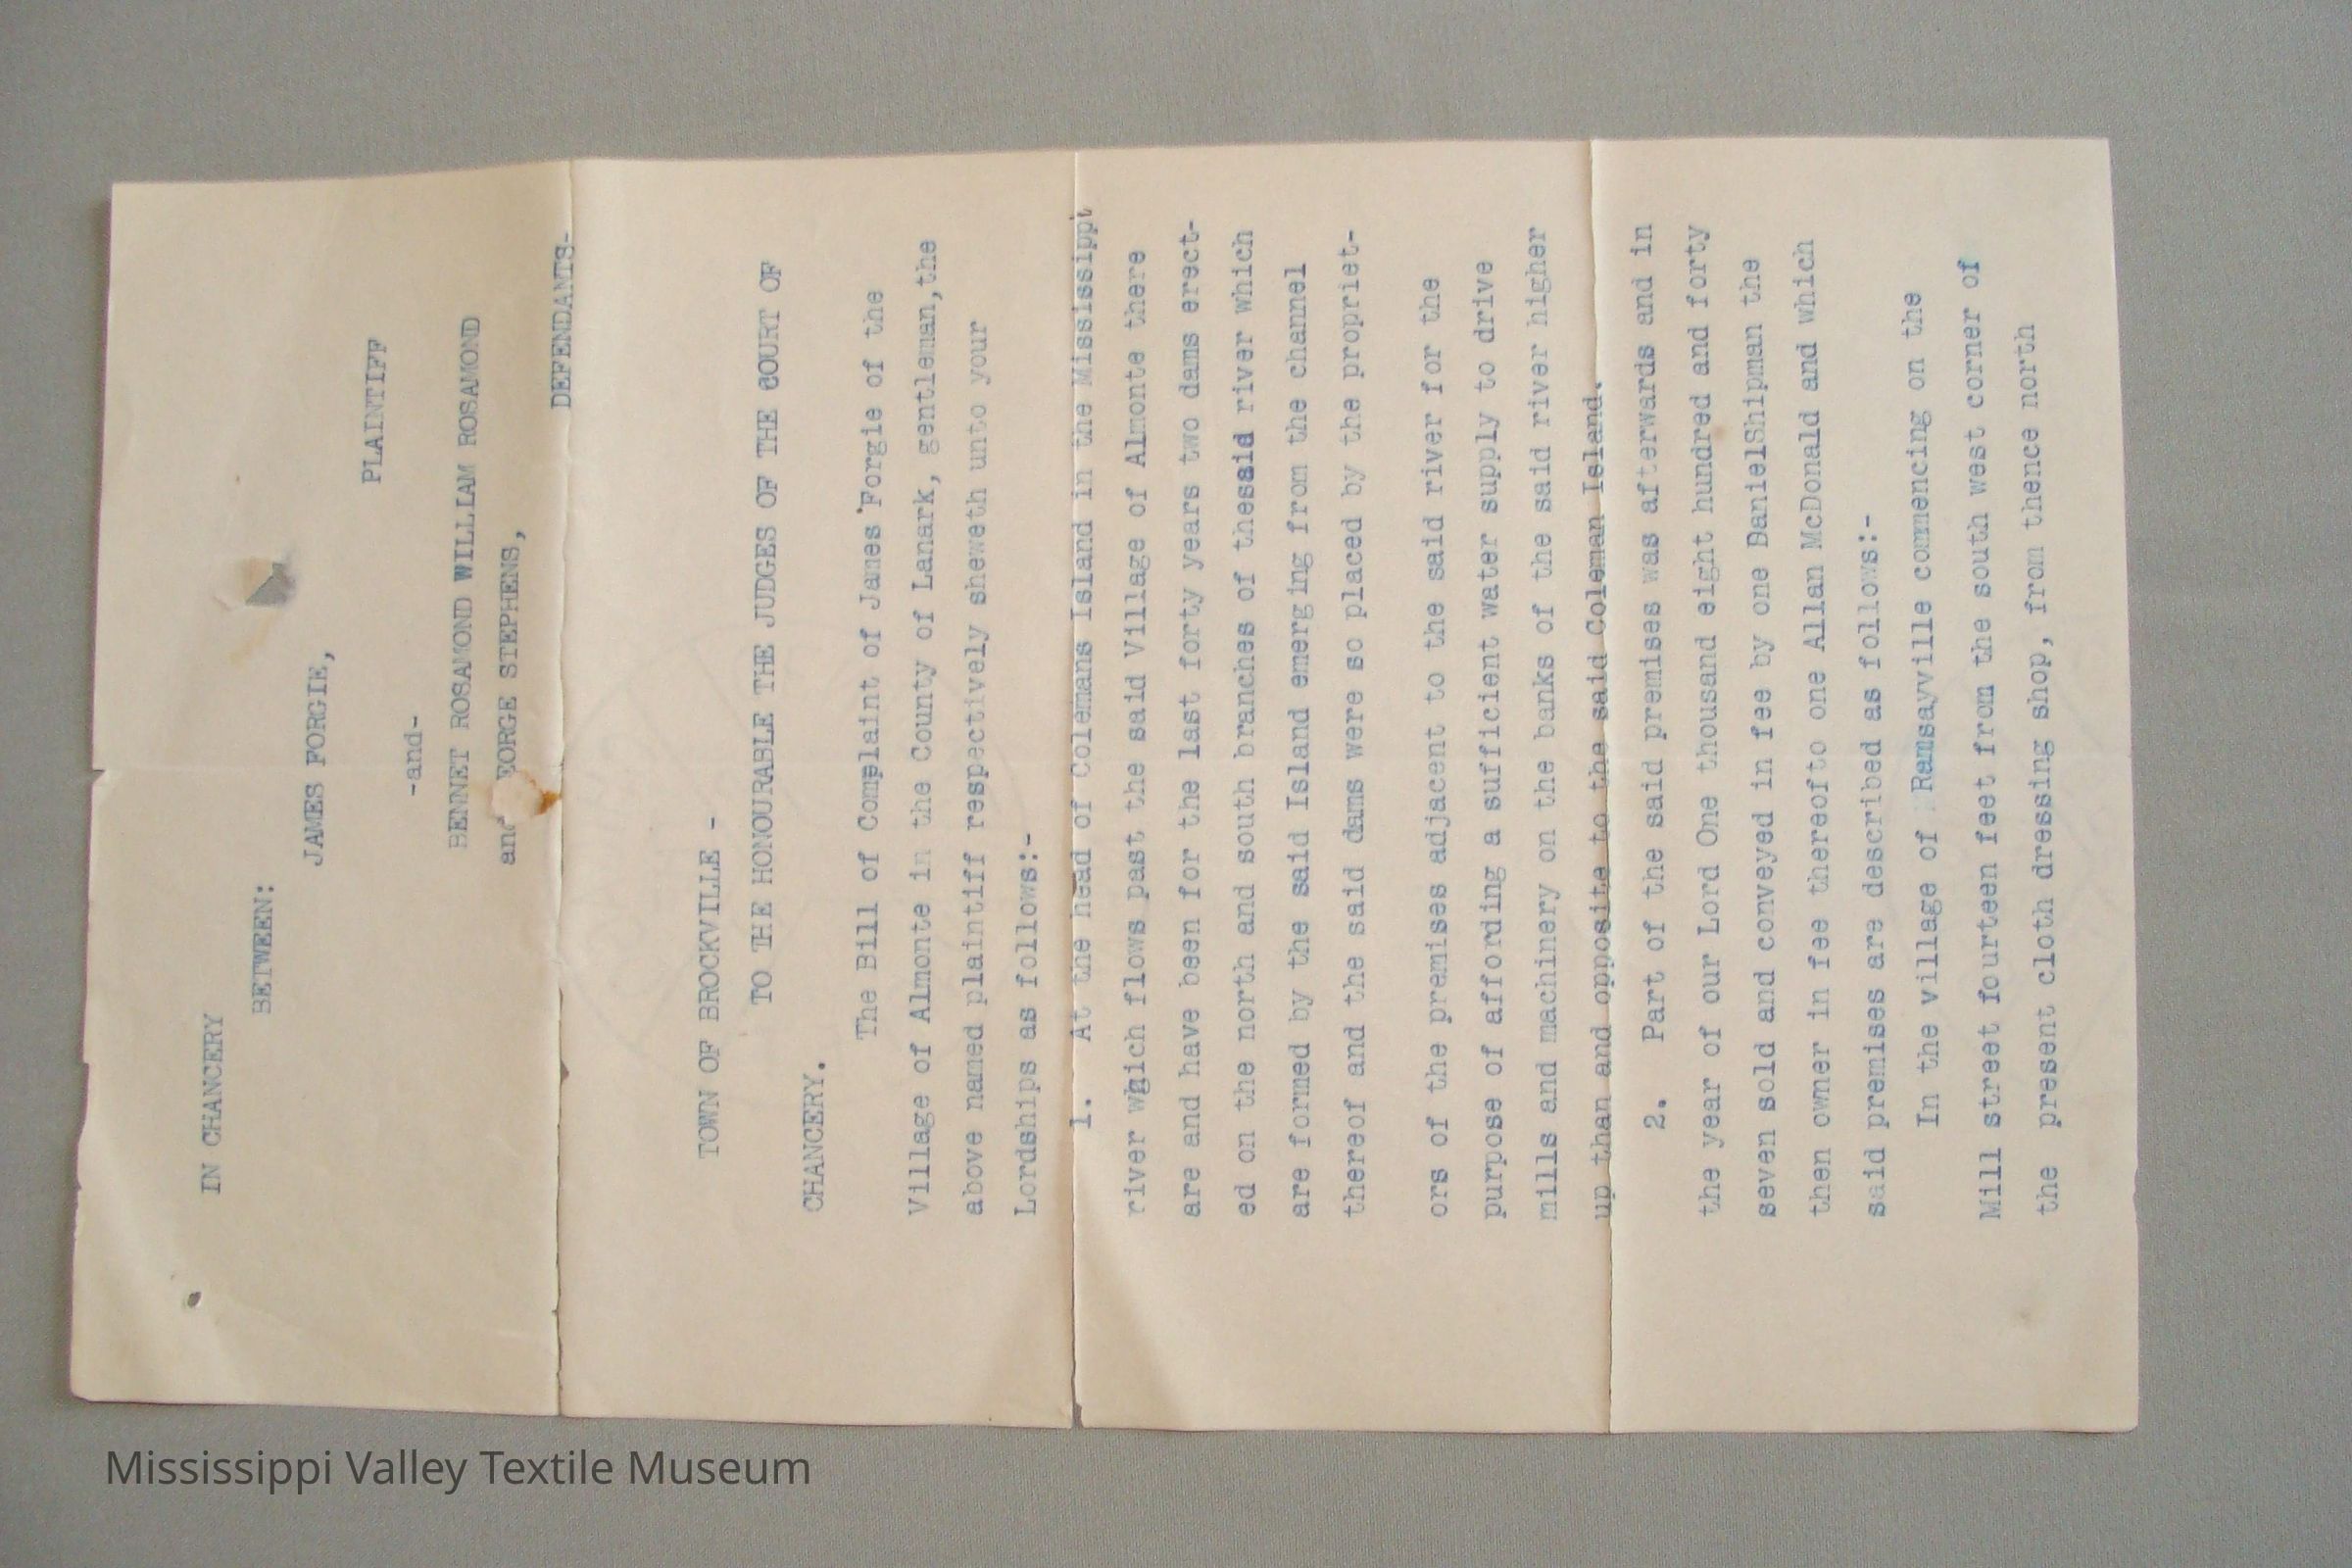 IN CHANCERY
BETWEEN:
JAMES FORGIE,
PLAINTIFF
-and-
BENNET ROSAMOND WILLIAM ROSAMOND
and EORGE STEPHENS,
DEFENDANTS-
TOWN OF BROCKVILLE -
TO THE HONOURABLE THE JUDGES OF THE COURT OF
CHANCERY.
The Bill of Complaint of James Forgie of the
Village of Almonte in the County of Lanark, gentleman,the
above named plaintiff respectively sheweth unto your
Lordships as follows:-
1. At the head of Colemans Island in the Mississippi
river wgich flows past the said Village of Almonte there
are and have been for the last forty years two dams erect-
ed on the north and south branches of thesaid river which
are formed by the said Island emerging from the channel
thereof and the said dams were so placed by the propriet-
ors of the premises adjacent to the said river for the
purpose of affording a sufficient water supply to drive
mills and machinery on the banks of the said river higher
up than and opposite to the said Coleman Island.
2. Part of the said premises was afterwards and in
the year of our Lord One thousand eight hundred and forty
seven sold and conveyed in fee by one DanielShipman the
then owner in fee thereofto one Allan McDonald and which
said premises are described as follows:-
In the village of Ramsayville commencing on the
Mill street fourteen feet from the south west corner of
the present cloth dressing shop, from thence north
Mississippi Valley Textile Museum